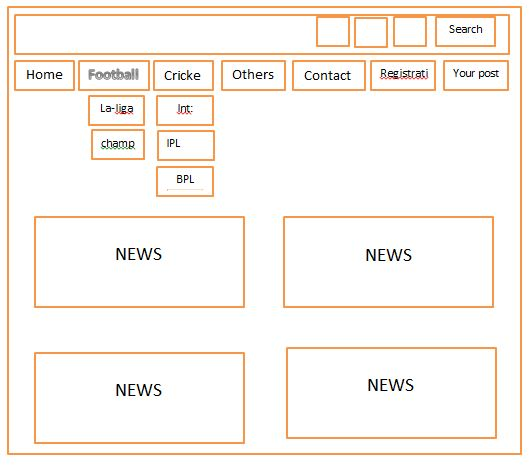 Search
Home Football Cricke Others Contact Registrati Your post
La-liga Int:
champ IPL
BPL
NEWS NEWS
NEWS NEWS